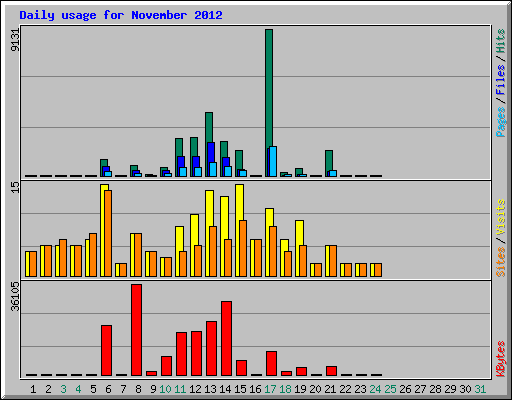 Daily usage for November 2012
9131
Pages / Files / Hits
15
Sites / Visits
36105
KBytes
1 2 3 4 5 6 7 8 9 10 11 12 13 14 15 16 17 18 19 20 21 22 23 24 25 26 27 28 29 30 31